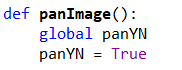 def panImage():
    global panYN
    panYN = True